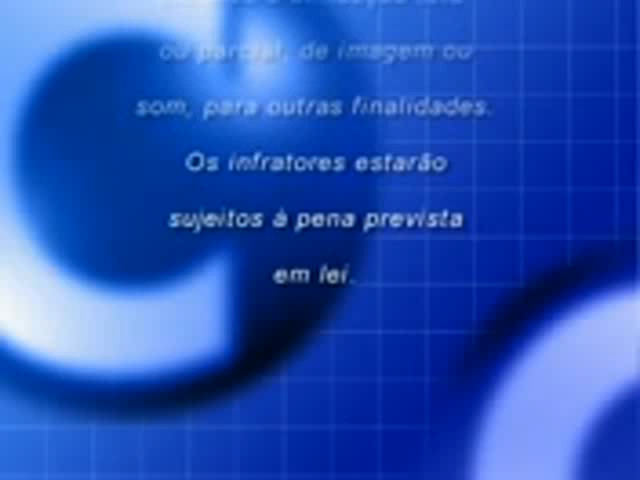 ou parcial, de imagem ou
som, para outras finalidades.
Os infratores estarão
sujeitos à pena prevista
em lei.